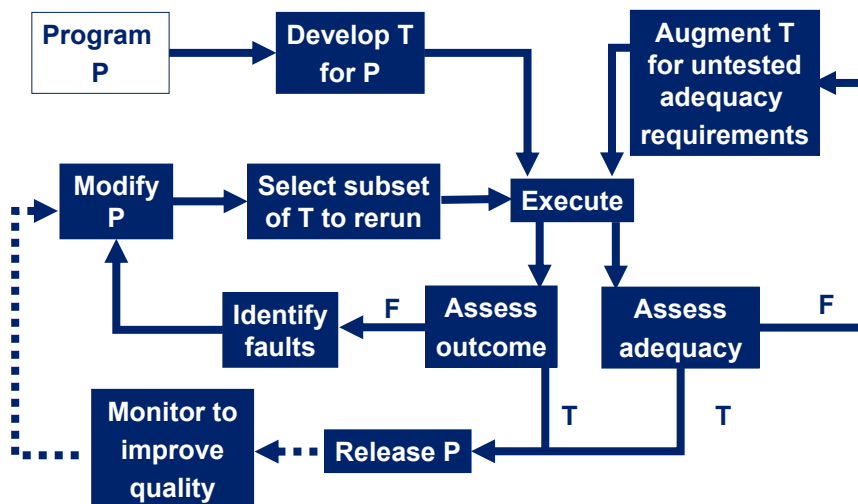 Program
P
Develop T
for P
Augment T
for untested
adequacy
requirements
Modify
P
Select subset
of T to rerun
Execute
Identify
faults
F
Assess
outcome
Assess
adequacy
F
Monitor to
improve
quality
Release P
T
T